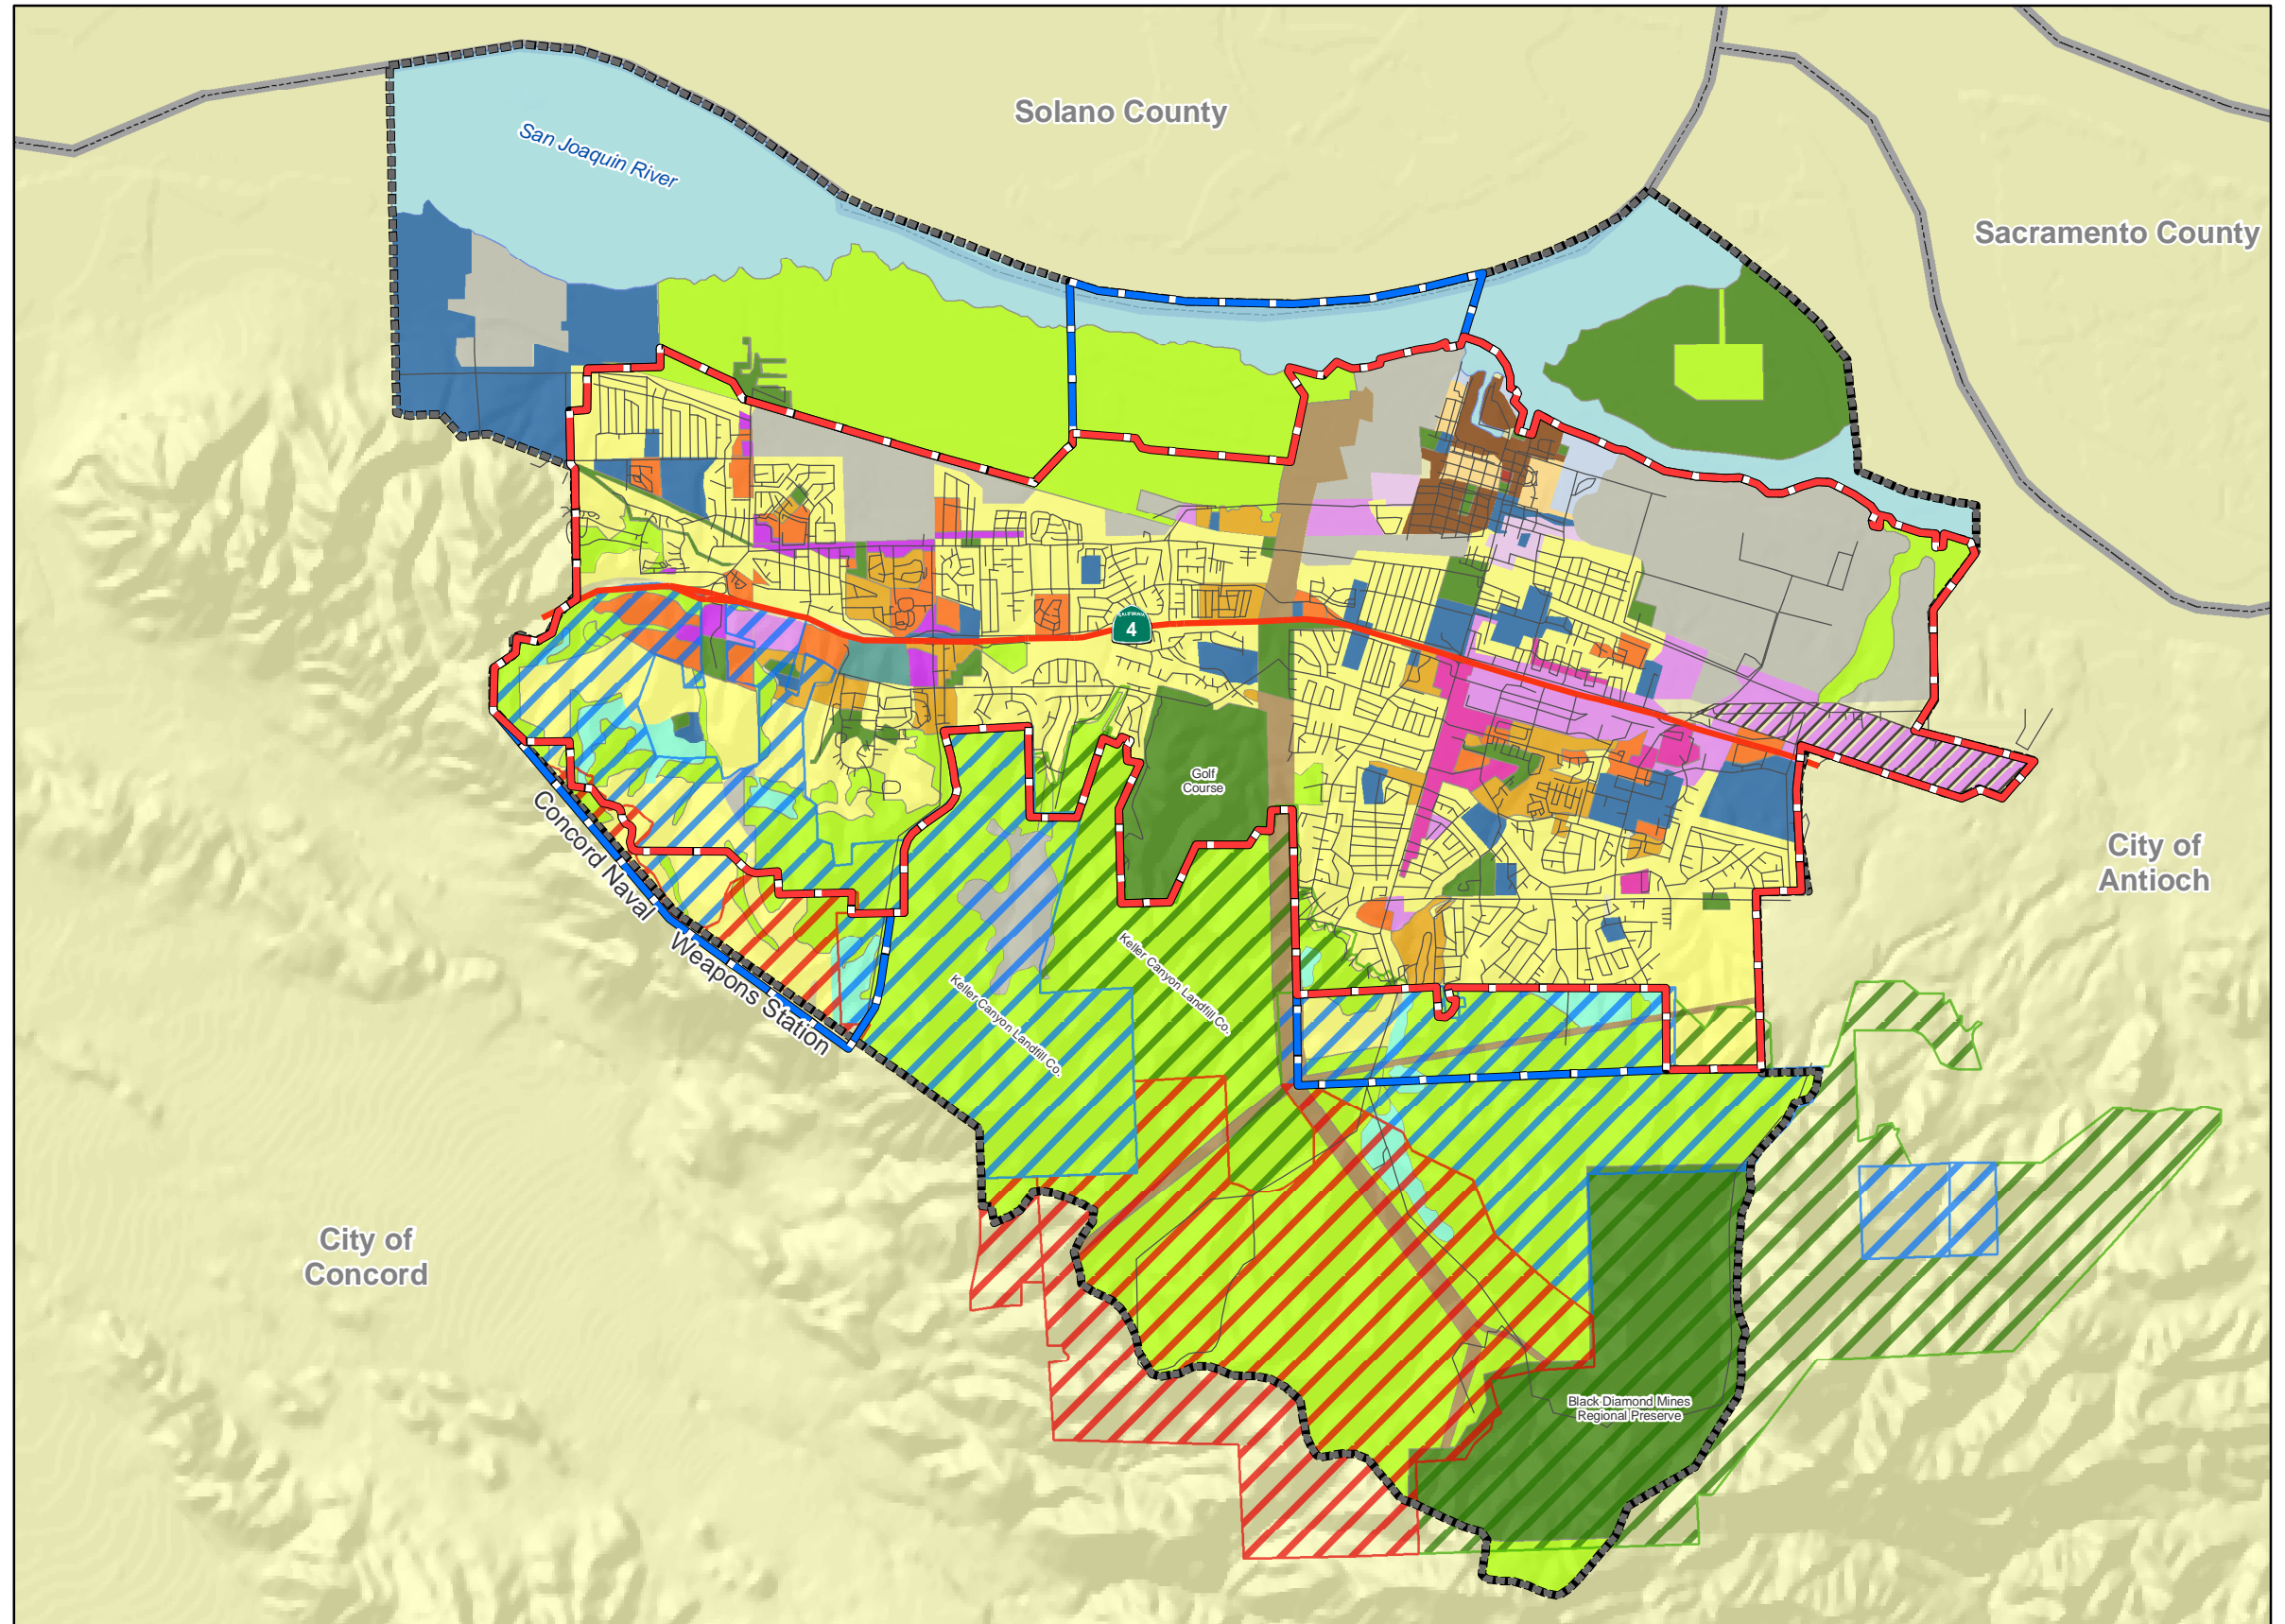 Solano County
San Joaquin River
Sacramento County
CALIFORNIA
4
Golf
Course
City of
Antioch
Concord Naval
Weapons Station
Keller Canyon Landfill Co.
Keller Canyon Landfill Co.
City of
Concord
Black Diamond Mines
Regional Preserve